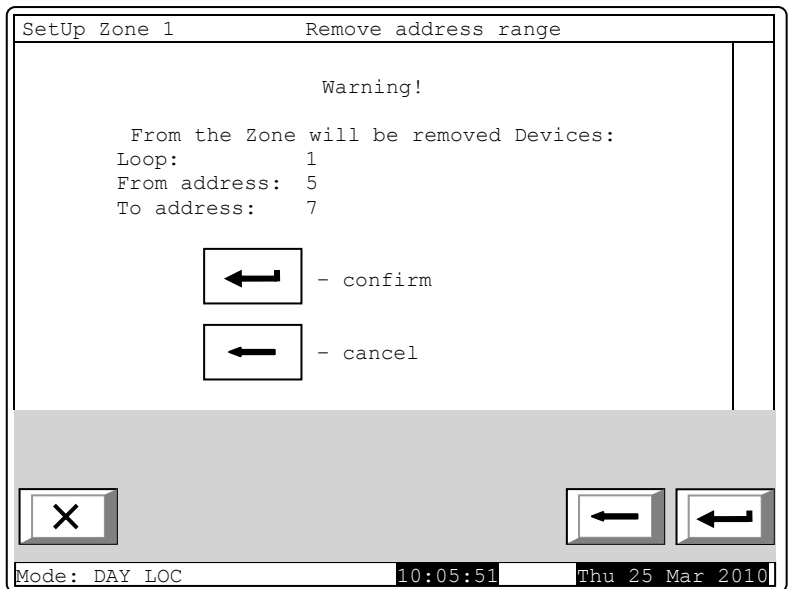 SetUp Zone 1 Remove address range
Warning!
From the Zone will be removed Devices:
Loop: 1
From address: 5
To address: 7
- confirm
- cancel
Mode: DAY LOC 10:05:51 Thu 25 Mar 2010